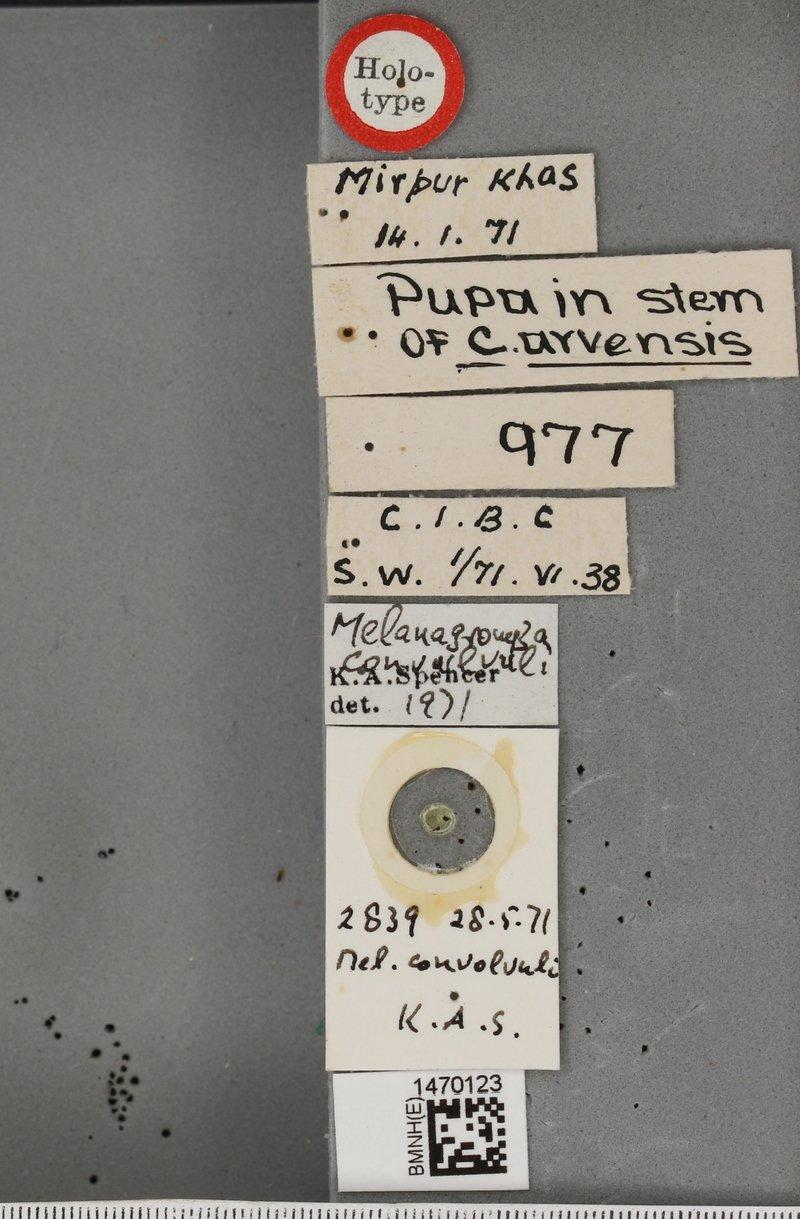 Holo-
type
Mirpur Khas
14.1.71
Pupa in stem
of C. arvensis
977
C.I.B.C
S.W. 1/71. VI.38
Melanagromyza
convolvuli
K.A.Spencer
det. 1971
2839 28.5.71
Mel. convolvuli
K.A.S.
1470123
BMNH(E)